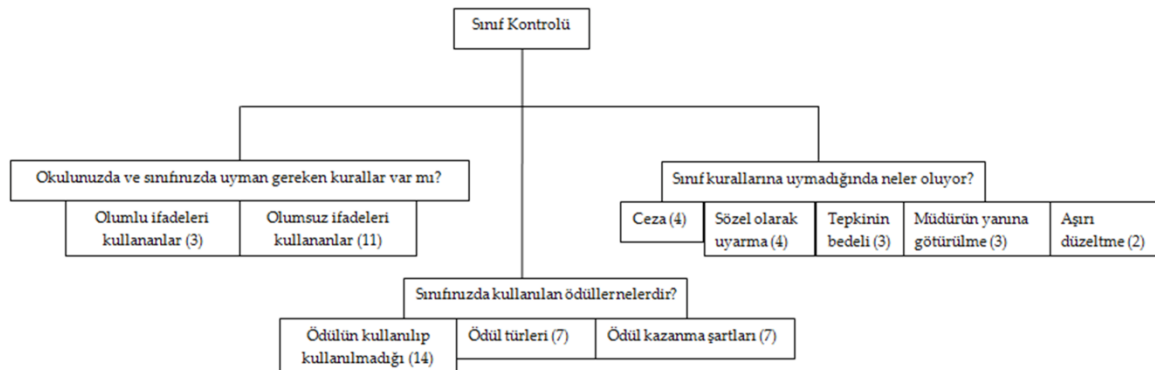 Sınıf Kontrolü
Okulunuzda ve sınıfınızda uyman gereken kurallar var mı?
Olumlu ifadeleri
kullananlar (3)
Olumsuz ifadeleri
kullananlar (11)
Sınıf kurallarına uymadığında neler oluyor?
Ceza (4)
Sözel olarak
uyarma (4)
Tepkinin
bedeli (3)
Müdürün yanına
götürülme (3)
Aşırı
düzeltme (2)
Sınıfınızda kullanılan ödüllernelerdir?
Ödülün kullanılıp
kullanılmadığı (14)
Ödül türleri (7)
Ödül kazanma şartları (7)